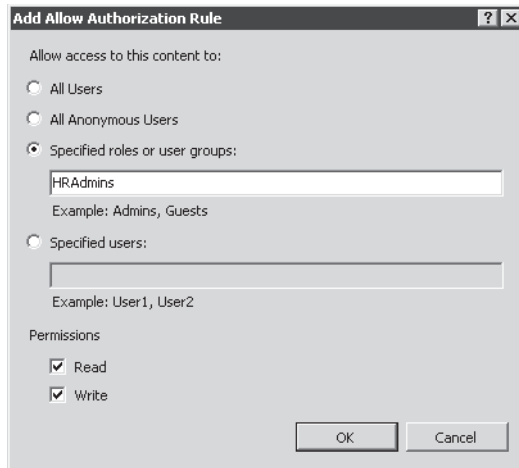 Add Allow Authorization Rule
Allow access to this content to:
All Users
All Anonymous Users
Specified roles or user groups:
HRAdmins
Example: Admins, Guests
Specified users:
Example: User1, User2
Permissions
Read
Write
OK Cancel